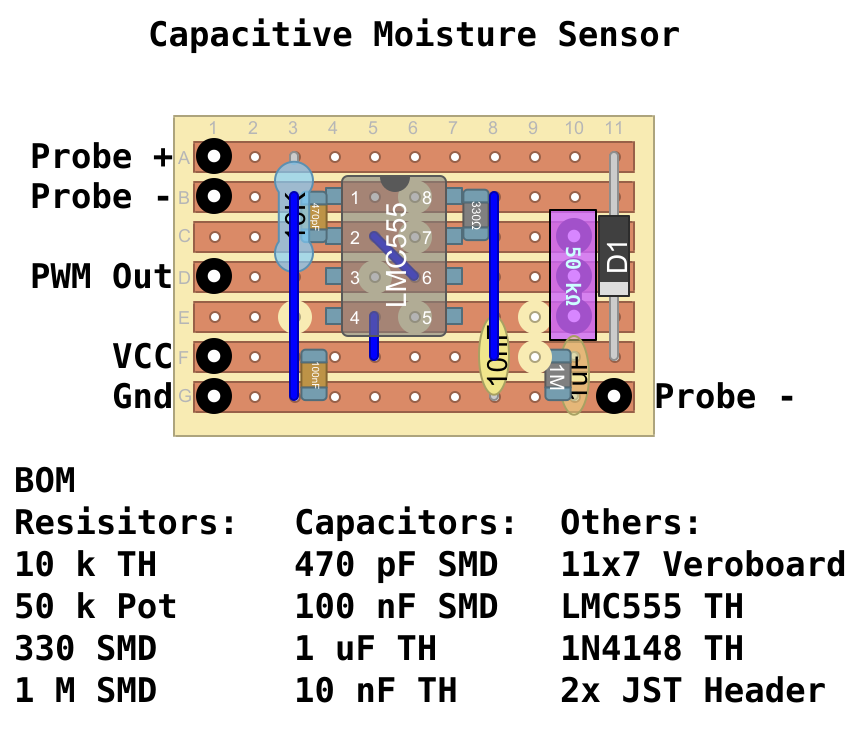 Capacitive Moisture Sensor
1 2 3 4 5 6 7 8 9 10 11
Probe + A
Probe - B
C
PWM Out D
E
VCC F
Gnd G
Probe -
10K
470pF
1 8
2 7
3 6
4 5
LMC555
330Ω
50 kΩ
D1
100nF
10nF
1M
1uF
BOM
Resisitors: Capacitors: Others:
10 k TH 470 pF SMD 11x7 Veroboard
50 k Pot 100 nF SMD LMC555 TH
330 SMD 1 uF TH 1N4148 TH
1 M SMD 10 nF TH 2x JST Header